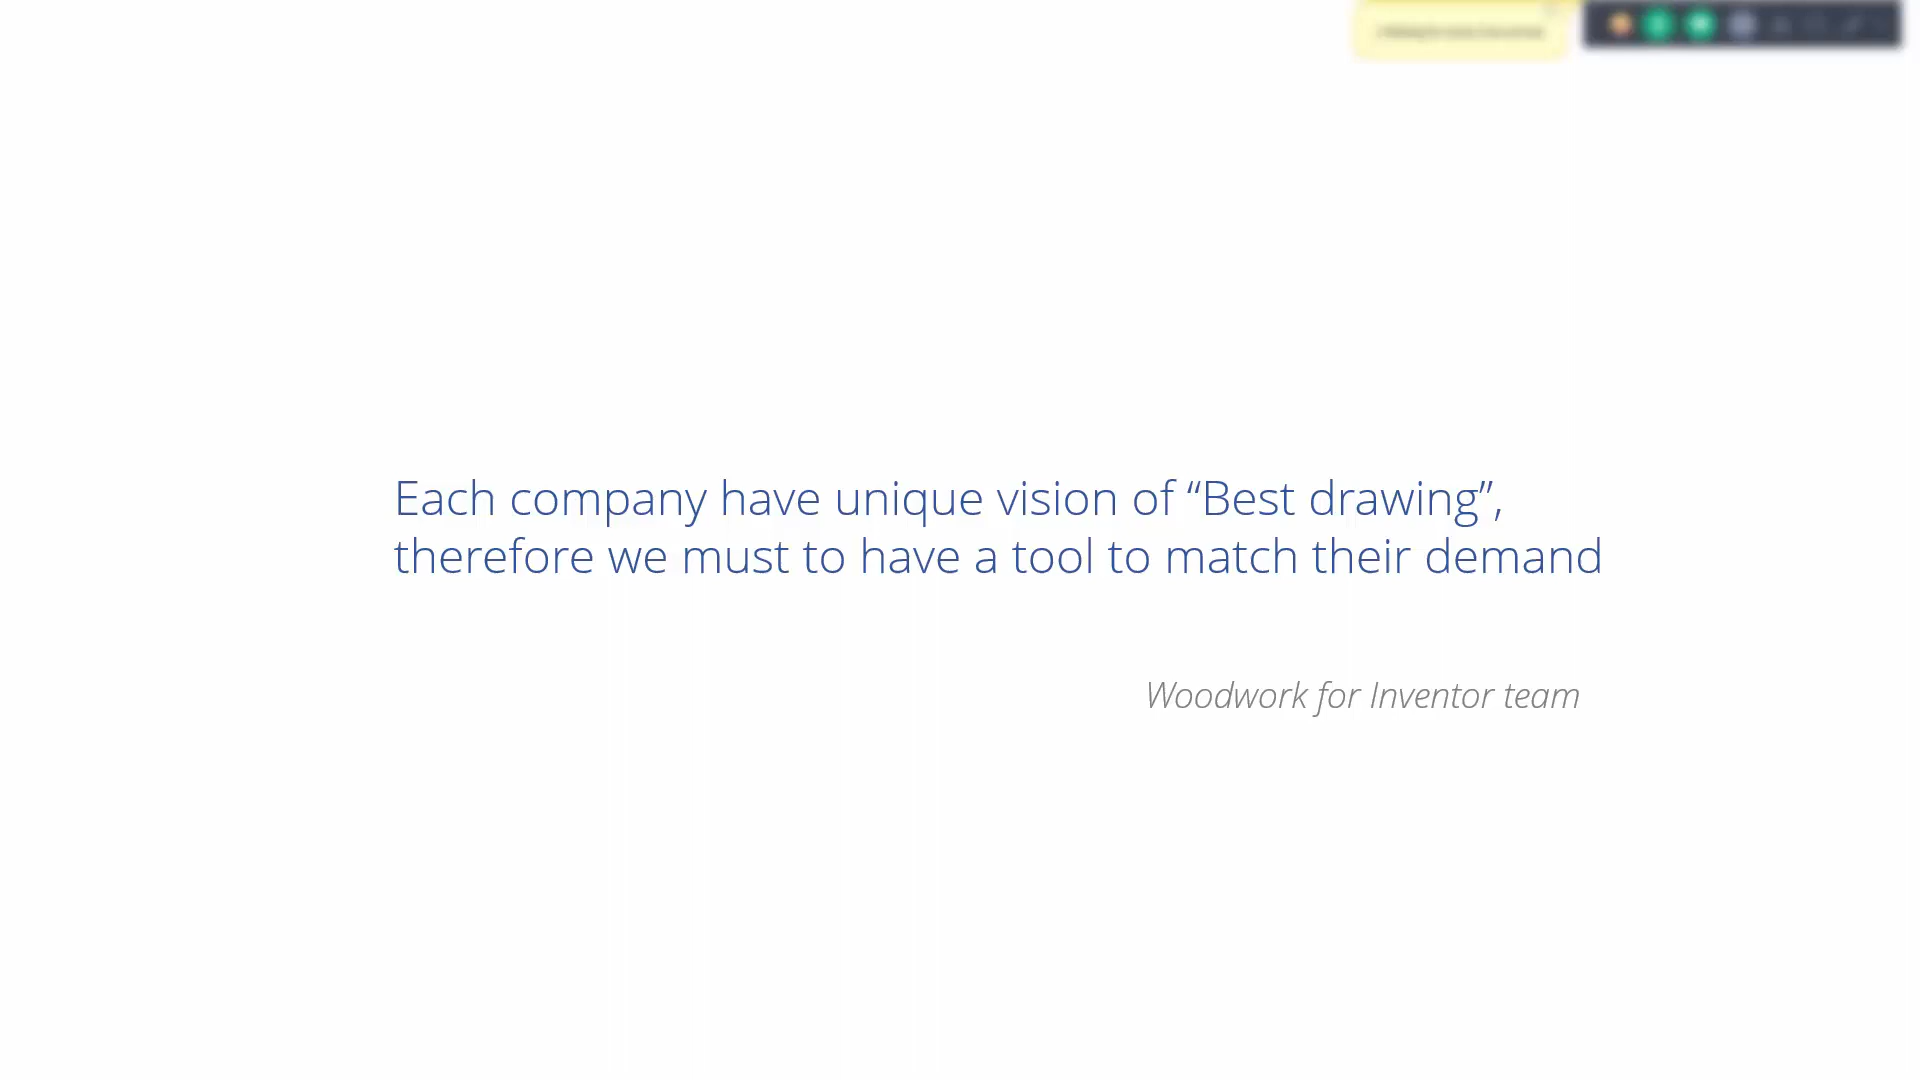 Each company have unique vision of “Best drawing”,
therefore we must to have a tool to match their demand
Woodwork for Inventor team